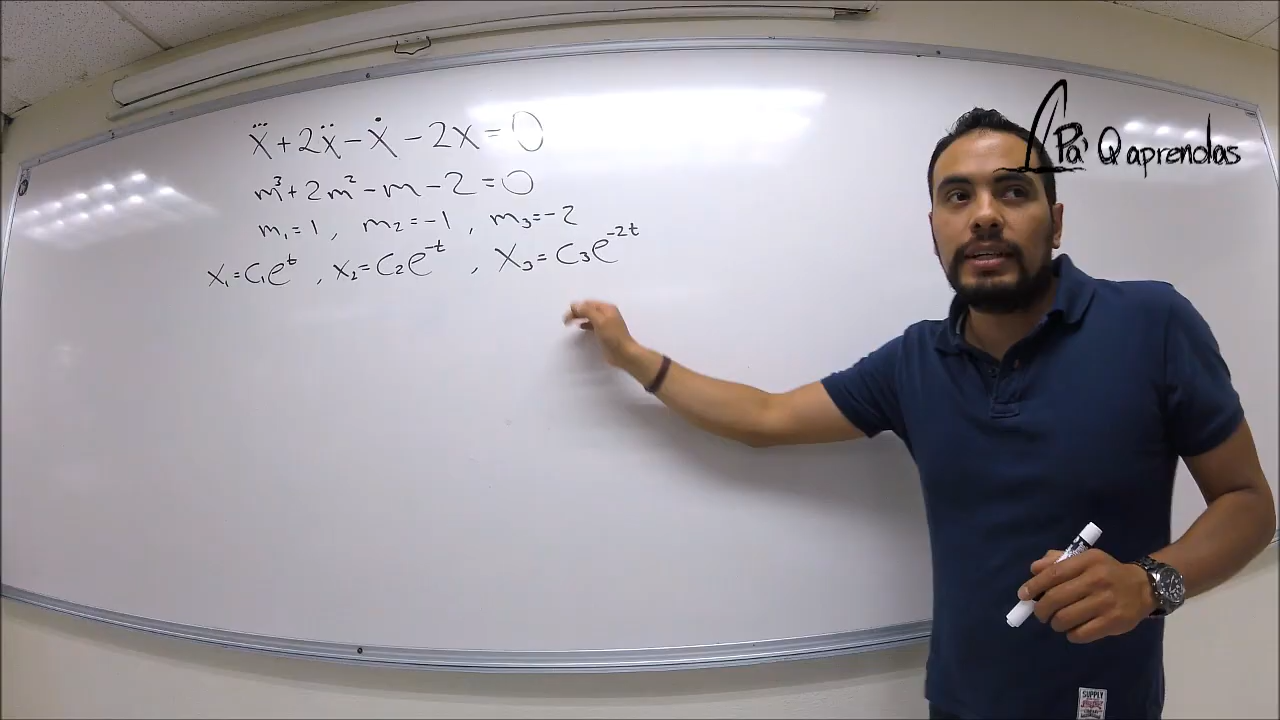 x⃛ + 2ẍ − ẋ − 2x = 0
m³ + 2m² − m − 2 = 0
m₁ = 1 , m₂ = −1 , m₃ = −2
x₁ = c₁eᵗ , x₂ = c₂e⁻ᵗ , x₃ = c₃e⁻²ᵗ
Pa' Q aprendas
SUPPLY